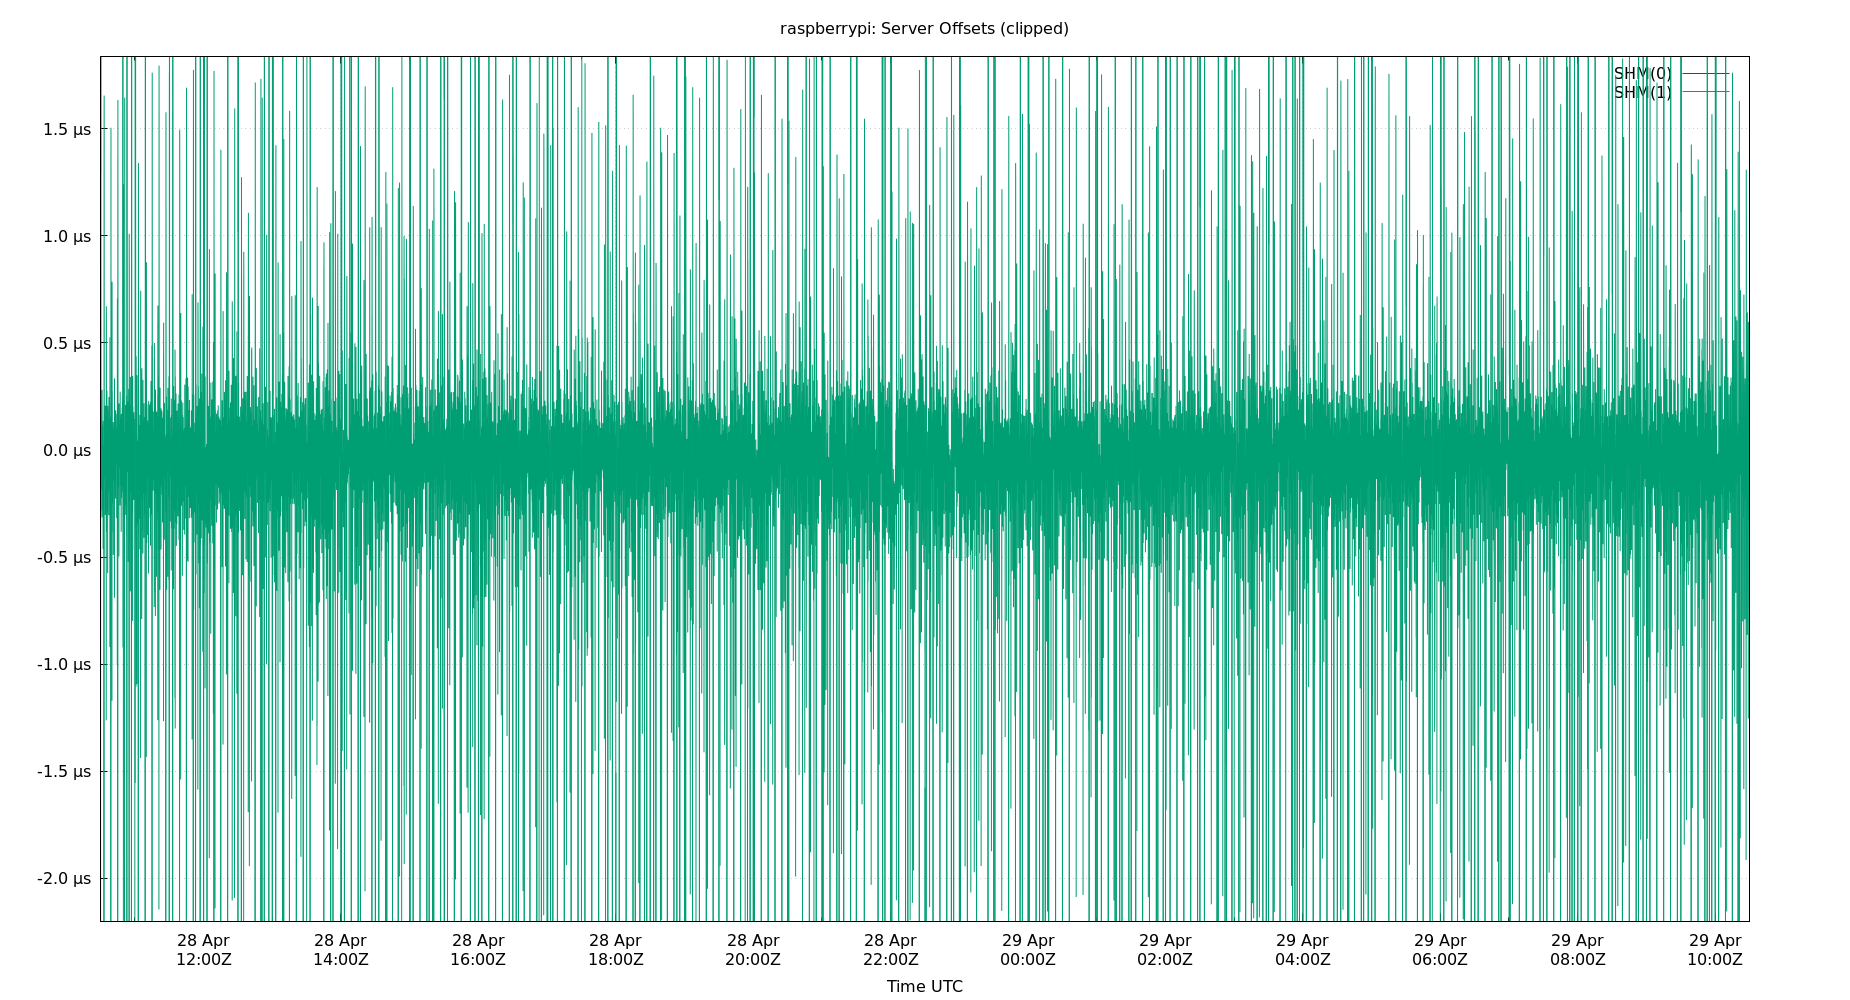 raspberrypi: Server Offsets (clipped)
SHM(0)
SHM(1)
1.5 µs
1.0 µs
0.5 µs
0.0 µs
-0.5 µs
-1.0 µs
-1.5 µs
-2.0 µs
28 Apr 28 Apr 28 Apr 28 Apr 28 Apr 28 Apr 29 Apr 29 Apr 29 Apr 29 Apr 29 Apr 29 Apr
12:00Z 14:00Z 16:00Z 18:00Z 20:00Z 22:00Z 00:00Z 02:00Z 04:00Z 06:00Z 08:00Z 10:00Z
Time UTC